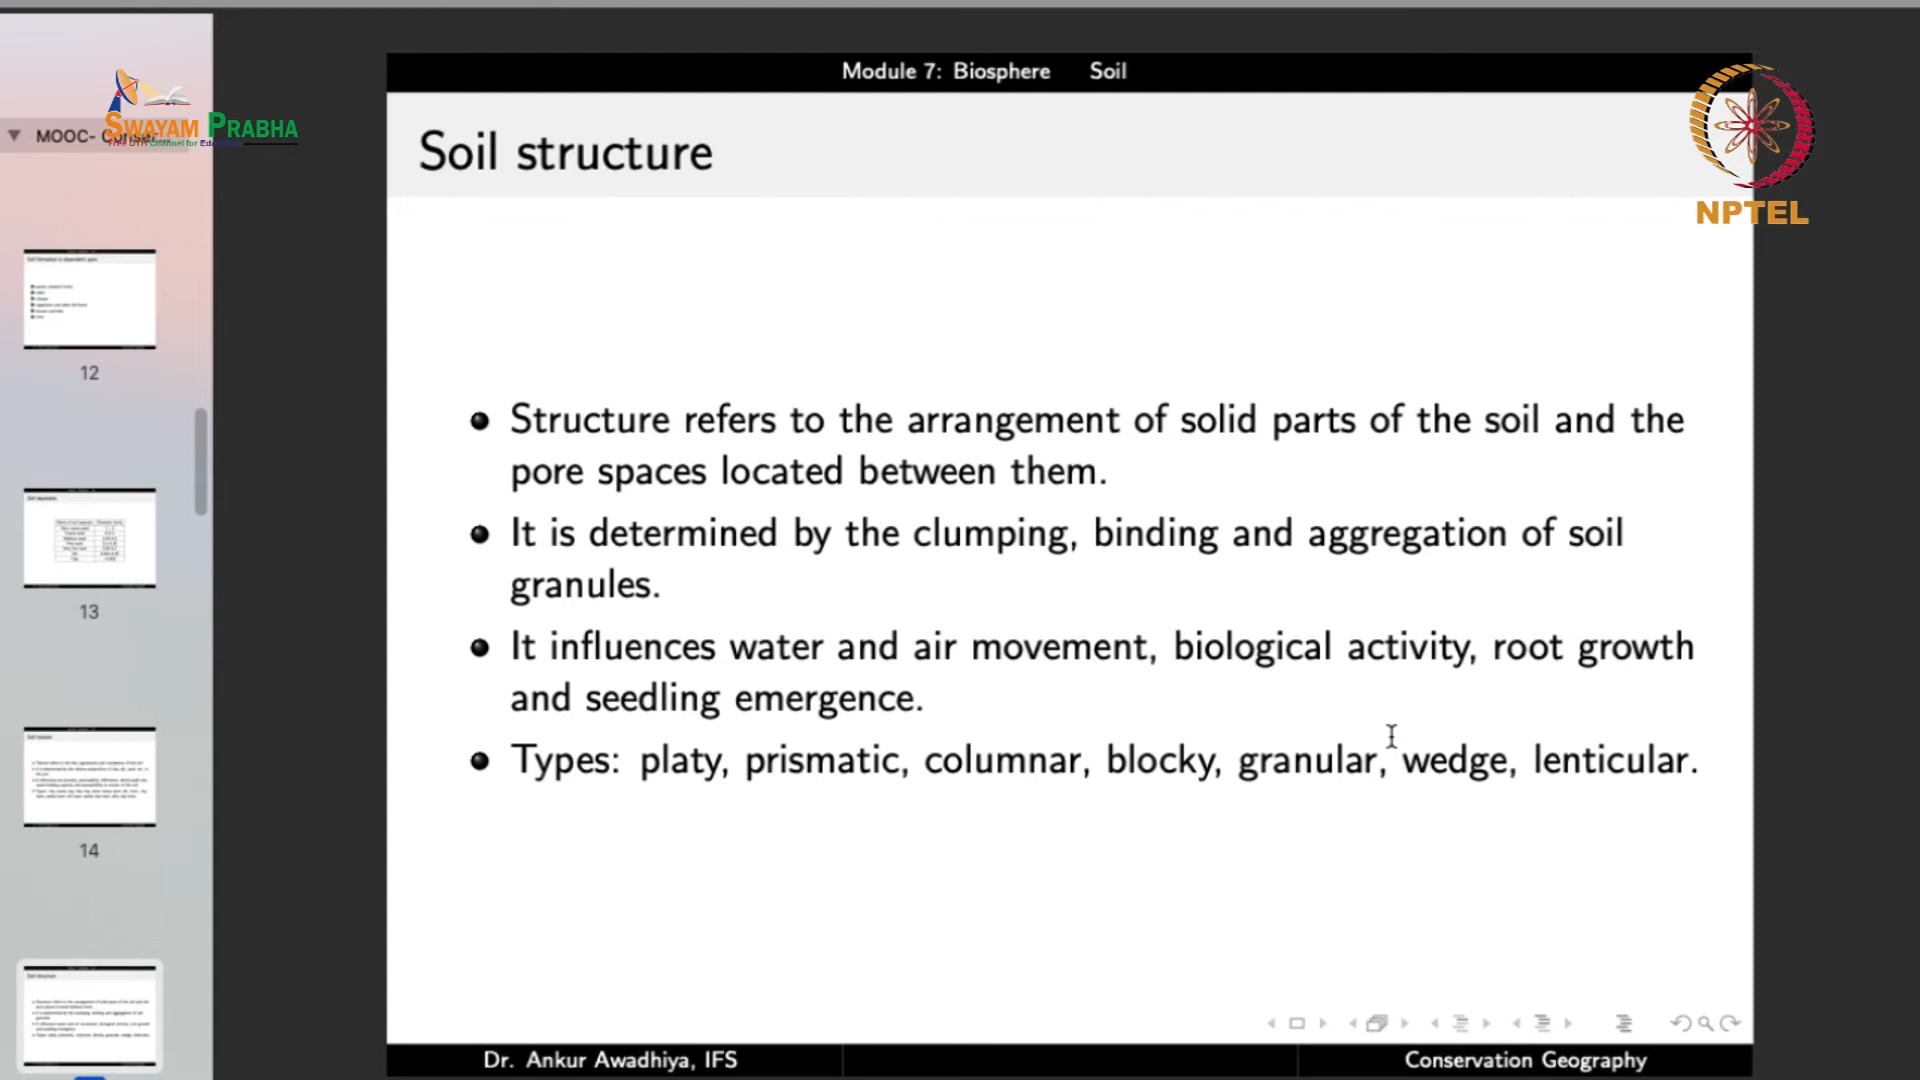 Module 7: Biosphere Soil
SWAYAM PRABHA
MOOC- Conser
Soil structure
NPTEL
Structure refers to the arrangement of solid parts of the soil and the
pore spaces located between them.
It is determined by the clumping, binding and aggregation of soil
granules.
It influences water and air movement, biological activity, root growth
and seedling emergence.
Types: platy, prismatic, columnar, blocky, granular, wedge, lenticular.
12
13
14
Dr. Ankur Awadhiya, IFS
Conservation Geography